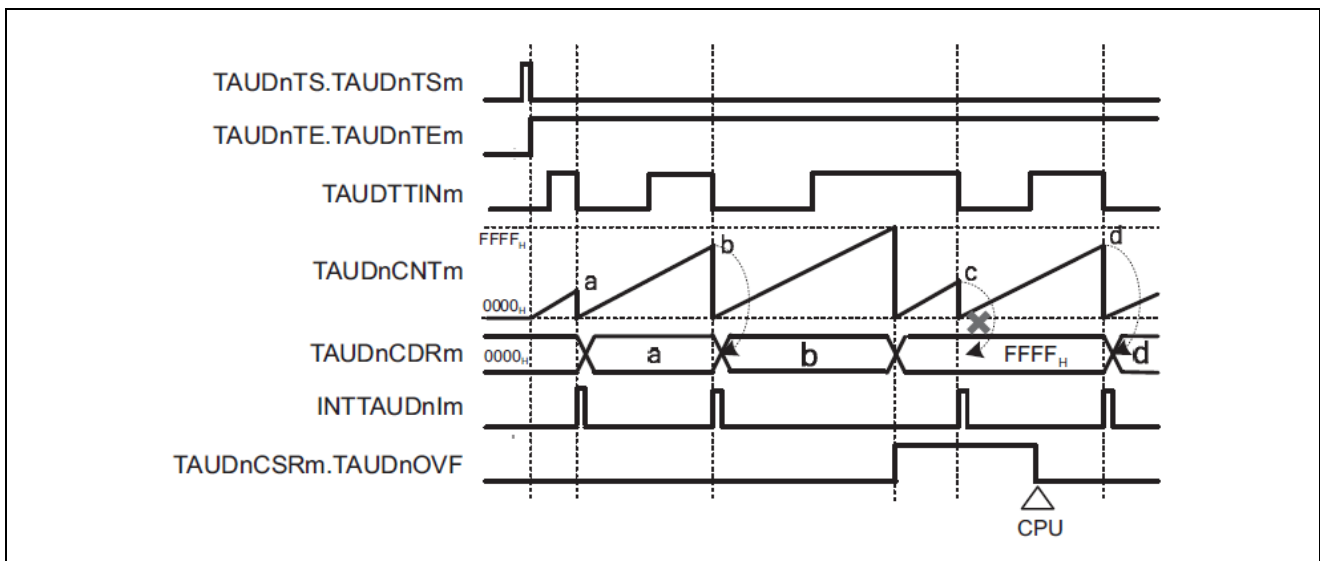 TAUDnTS.TAUDnTSm
TAUDnTE.TAUDnTEm
TAUDTTINm
FFFFH
b
d
TAUDnCNTm
a
c
0000H
TAUDnCDRm
0000H
a
b
FFFFH
d
INTTAUDnIm
TAUDnCSRm.TAUDnOVF
CPU